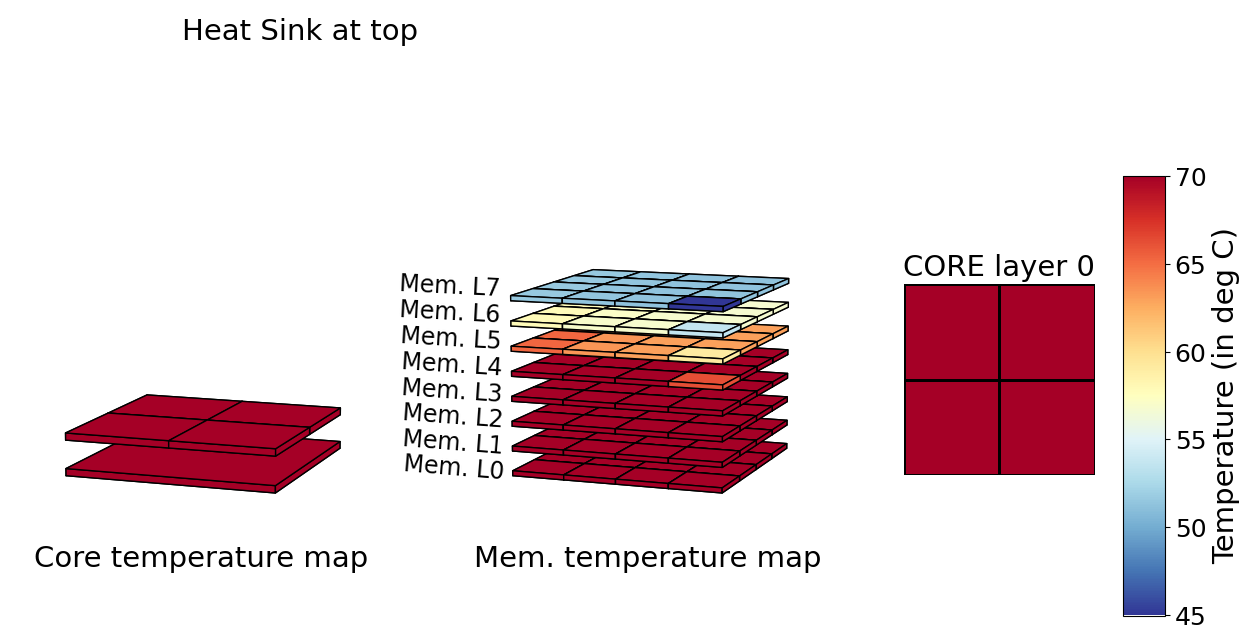 Heat Sink at top
Mem. L7
Mem. L6
Mem. L5
Mem. L4
Mem. L3
Mem. L2
Mem. L1
Mem. L0
Core temperature map
Mem. temperature map
CORE layer 0
70
65
60
55
50
45
Temperature (in deg C)